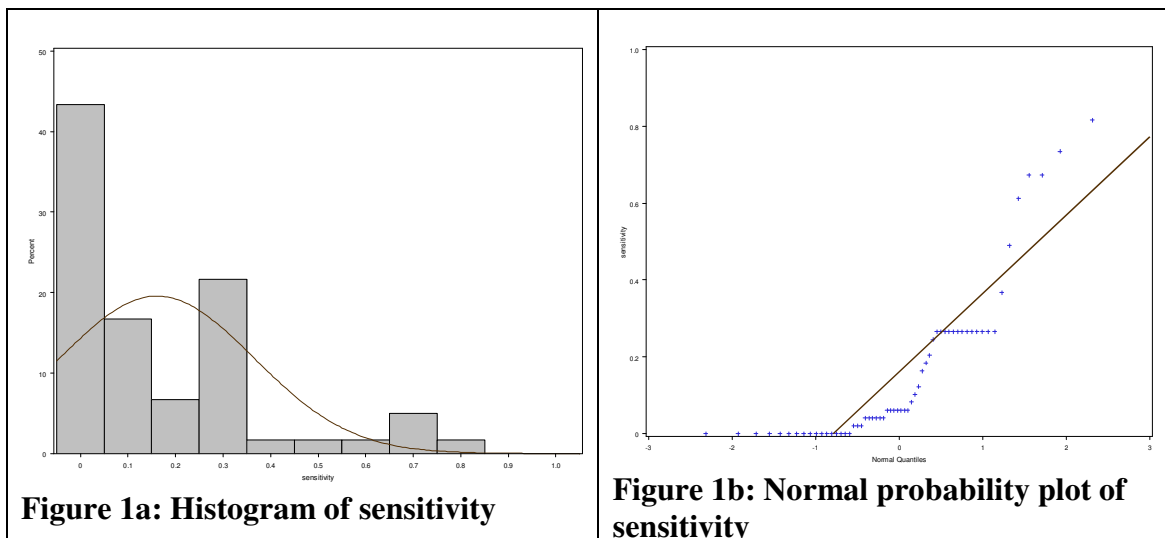 50
40
30
20
10
0
Percent
0 0.1 0.2 0.3 0.4 0.5 0.6 0.7 0.8 0.9 1.0
sensitivity
Figure 1a: Histogram of sensitivity
1.0
0.8
0.6
0.4
0.2
0
sensitivity
-3 -2 -1 0 1 2 3
Normal Quantiles
Figure 1b: Normal probability plot of
sensitivity